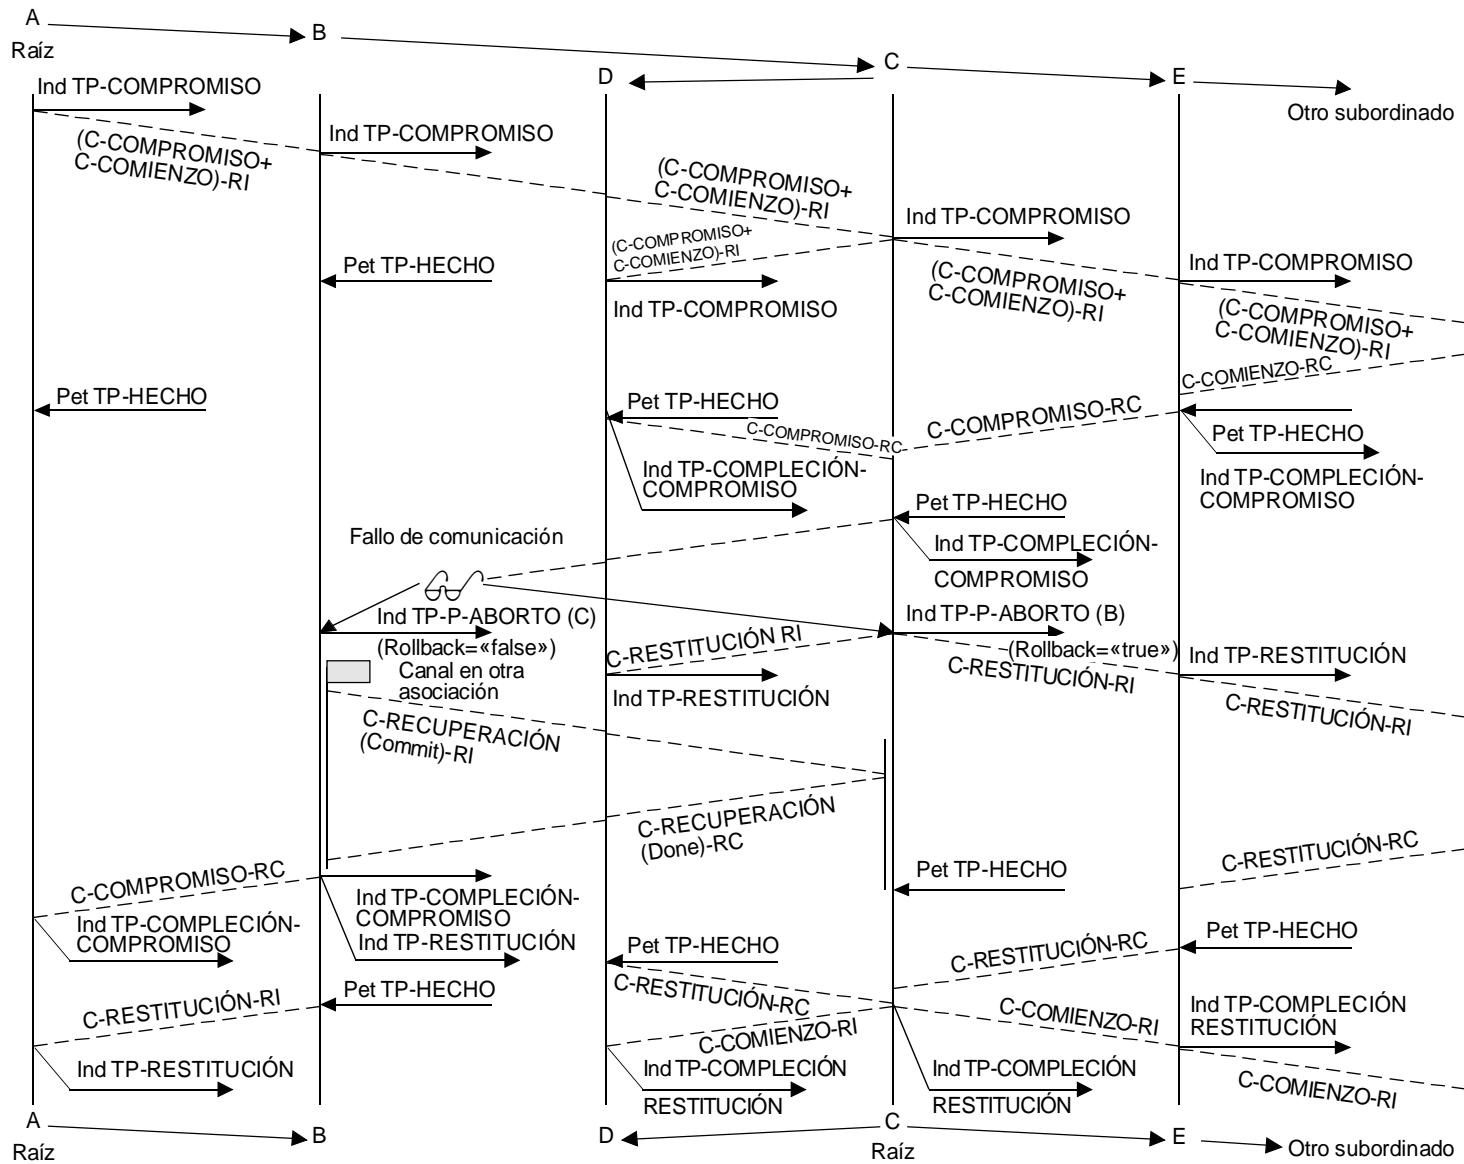 A
Raíz
B
C
D
E
Otro subordinado
Ind TP-COMPROMISO
(C-COMPROMISO+
C-COMIENZO)-RI
Ind TP-COMPROMISO
(C-COMPROMISO+
C-COMIENZO)-RI
Ind TP-COMPROMISO
(C-COMPROMISO+
C-COMIENZO)-RI
Pet TP-HECHO
Ind TP-COMPROMISO
(C-COMPROMISO+
C-COMIENZO)-RI
Ind TP-COMPROMISO
(C-COMPROMISO+
C-COMIENZO)-RI
C-COMIENZO-RC
Pet TP-HECHO
Pet TP-HECHO
C-COMPROMISO-RC
C-COMPROMISO-RC
Pet TP-HECHO
Ind TP-COMPLECIÓN-
COMPROMISO
Ind TP-COMPLECIÓN-
COMPROMISO
Pet TP-HECHO
Fallo de comunicación
Ind TP-COMPLECIÓN-
COMPROMISO
Ind TP-P-ABORTO (C)
(Rollback=«false»)
Ind TP-P-ABORTO (B)
(Rollback=«true»)
C-RESTITUCIÓN RI
C-RESTITUCIÓN-RI
Ind TP-RESTITUCIÓN
Canal en otra
asociación
Ind TP-RESTITUCIÓN
C-RESTITUCIÓN-RI
C-RECUPERACIÓN
(Commit)-RI
C-RECUPERACIÓN
(Done)-RC
C-RESTITUCIÓN-RC
C-COMPROMISO-RC
Pet TP-HECHO
Ind TP-COMPLECIÓN-
COMPROMISO
Ind TP-COMPLECIÓN-
COMPROMISO
Ind TP-RESTITUCIÓN
Pet TP-HECHO
C-RESTITUCIÓN-RC
Pet TP-HECHO
C-RESTITUCIÓN-RI
Pet TP-HECHO
C-RESTITUCIÓN-RC
C-COMIENZO-RI
C-COMIENZO-RI
Ind TP-COMPLECIÓN
RESTITUCIÓN
Ind TP-RESTITUCIÓN
Ind TP-COMPLECIÓN
RESTITUCIÓN
Ind TP-COMPLECIÓN
RESTITUCIÓN
C-COMIENZO-RI
A
Raíz
B
D
C
Raíz
E
Otro subordinado